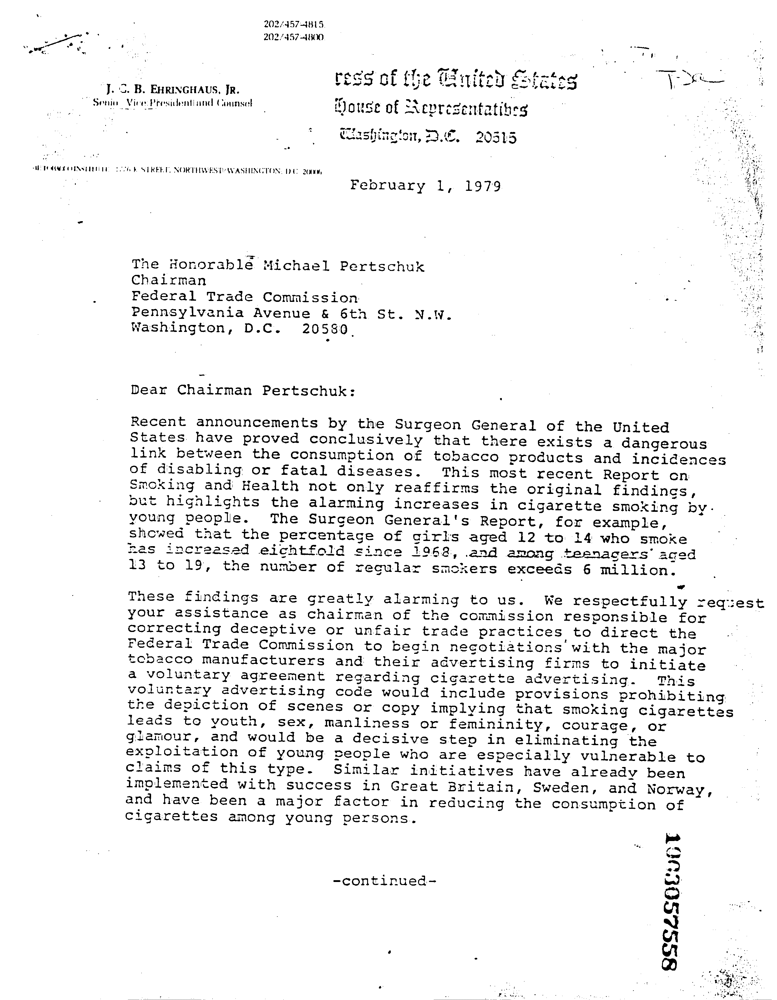 202/457-4815
202/457-4800
J. C. B. EHRINGHAUS, JR.
Senior Vice President and Counsel
ress of the United States
House of Representatives
Washington, D.C. 20515
STREET, NORTHWEST WASHINGTON, D.C. 20006
February 1, 1979
The Honorable Michael Pertschuk
Chairman
Federal Trade Commission
Pennsylvania Avenue & 6th St. N.W.
Washington, D.C. 20580
Dear Chairman Pertschuk:
Recent announcements by the Surgeon General of the United
States have proved conclusively that there exists a dangerous
link between the consumption of tobacco products and incidences
of disabling or fatal diseases. This most recent Report on
Smoking and Health not only reaffirms the original findings,
but highlights the alarming increases in cigarette smoking by
young people. The Surgeon General's Report, for example,
showed that the percentage of girls aged 12 to 14 who smoke
has increased eightfold since 1968, and among teenagers aged
13 to 19, the number of regular smokers exceeds 6 million.
These findings are greatly alarming to us. We respectfully request
your assistance as chairman of the commission responsible for
correcting deceptive or unfair trade practices to direct the
Federal Trade Commission to begin negotiations with the major
tobacco manufacturers and their advertising firms to initiate
a voluntary agreement regarding cigarette advertising. This
voluntary advertising code would include provisions prohibiting
the depiction of scenes or copy implying that smoking cigarettes
leads to youth, sex, manliness or femininity, courage, or
glamour, and would be a decisive step in eliminating the
exploitation of young people who are especially vulnerable to
claims of this type. Similar initiatives have already been
implemented with success in Great Britain, Sweden, and Norway,
and have been a major factor in reducing the consumption of
cigarettes among young persons.
-continued-
1003057558